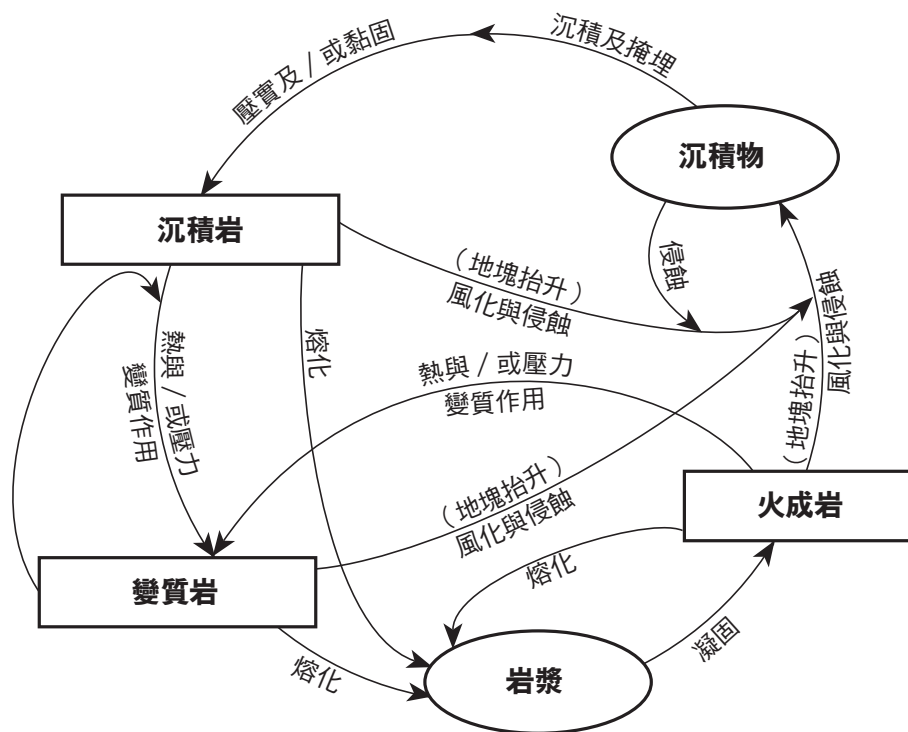 沉積及掩埋
壓實及 / 或黏固
沉積物
沉積岩
侵蝕
（地塊抬升）
風化與侵蝕
（地塊抬升）
風化與侵蝕
熔化
熱與 / 或壓力
變質作用
熱與 / 或壓力
變質作用
（地塊抬升）
風化與侵蝕
火成岩
變質岩
熔化
熔化
岩漿
凝固